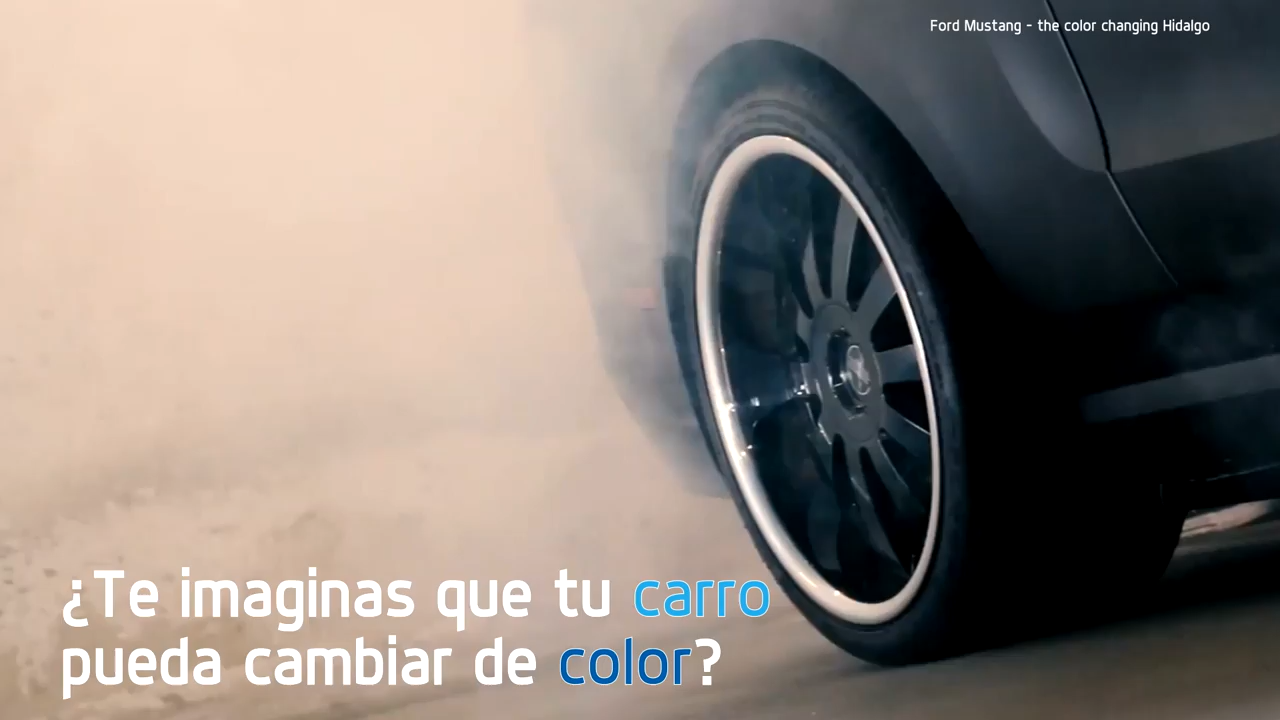 Ford Mustang - the color changing Hidalgo
¿Te imaginas que tu carro
pueda cambiar de color?